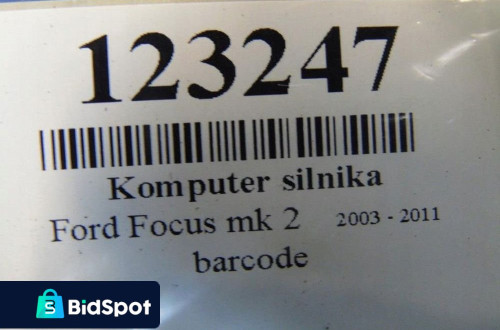 123247
Komputer silnika
Ford Focus mk 2 2003 - 2011
barcode
S BidSpot